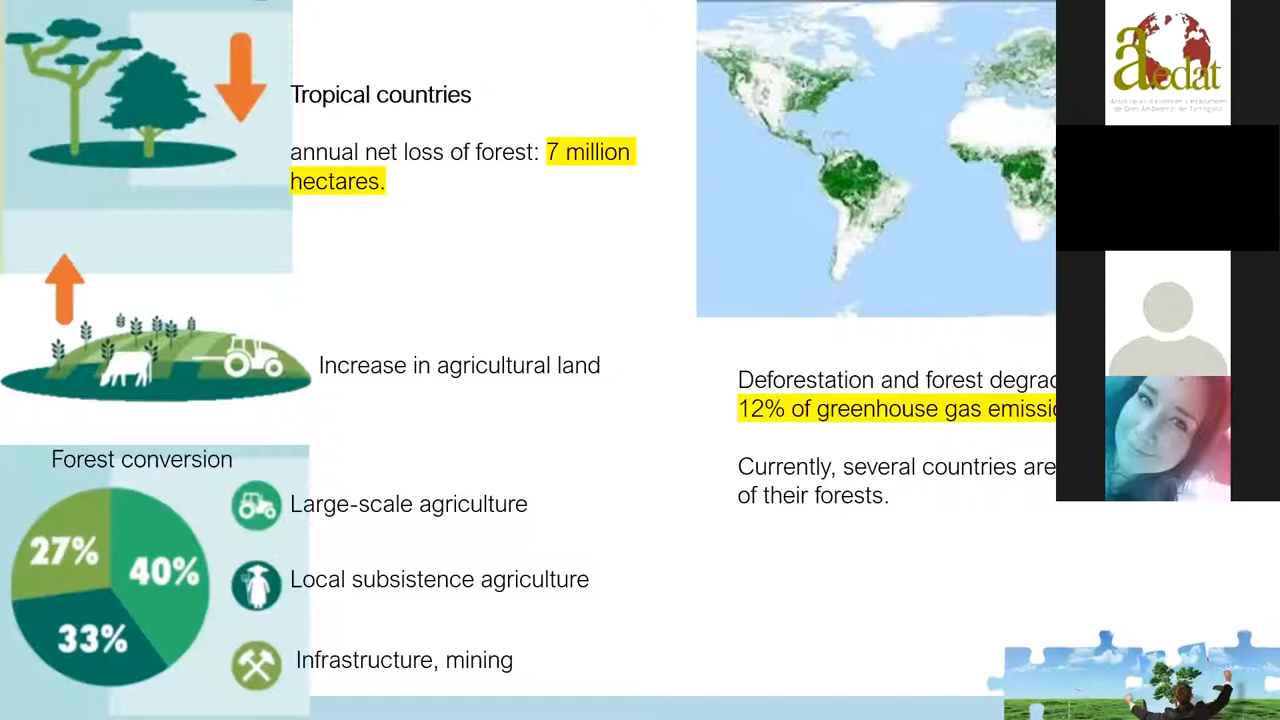 Tropical countries
annual net loss of forest: 7 million
hectares.
Increase in agricultural land
Forest conversion
27%
40%
33%
Large-scale agriculture
Local subsistence agriculture
Infrastructure, mining
Deforestation and forest
12% of greenhouse gas
Currently, several countries are
of their forests.
aedat